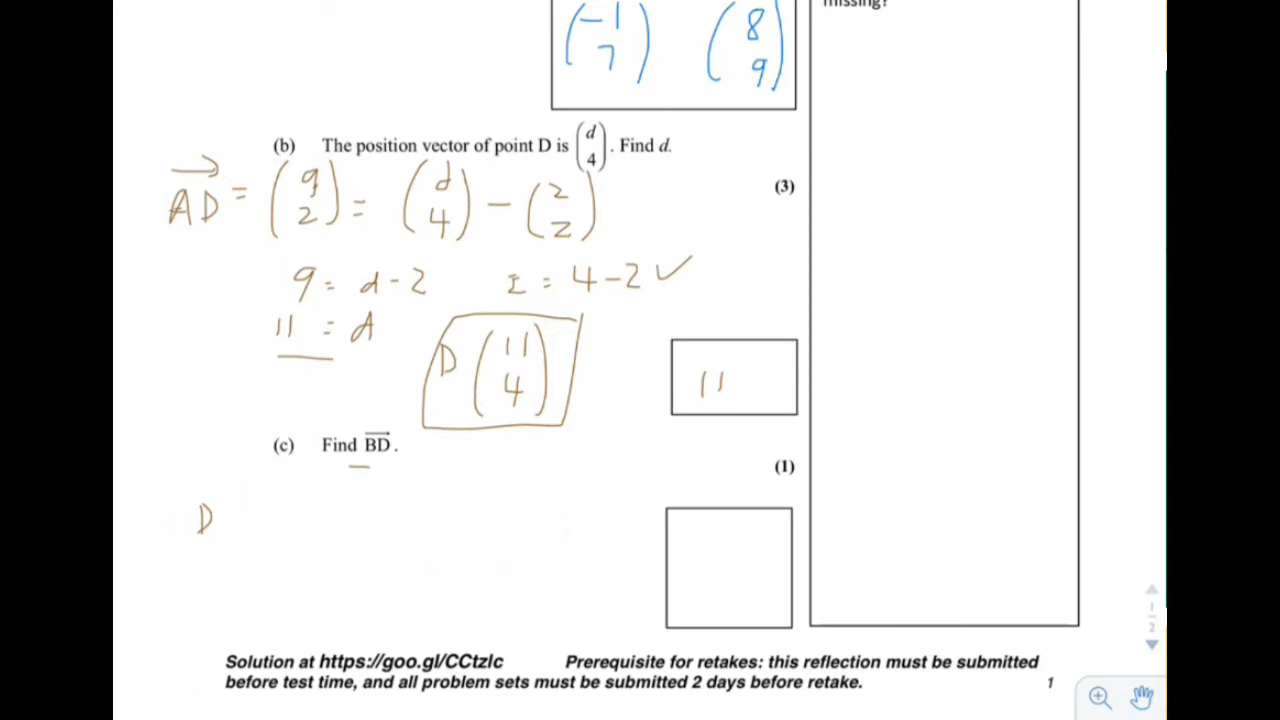 missing?
(-1 7) (8 9)
(b) The position vector of point D is (d 4). Find d.
(3)
AD = (9 2) = (d 4) - (2 2)
9 = d - 2 2 = 4 - 2 ✓
11 = d
D (11 4)
11
(c) Find BD.
(1)
D
Solution at https://goo.gl/CCtzlc Prerequisite for retakes: this reflection must be submitted
before test time, and all problem sets must be submitted 2 days before retake. 1
1
2